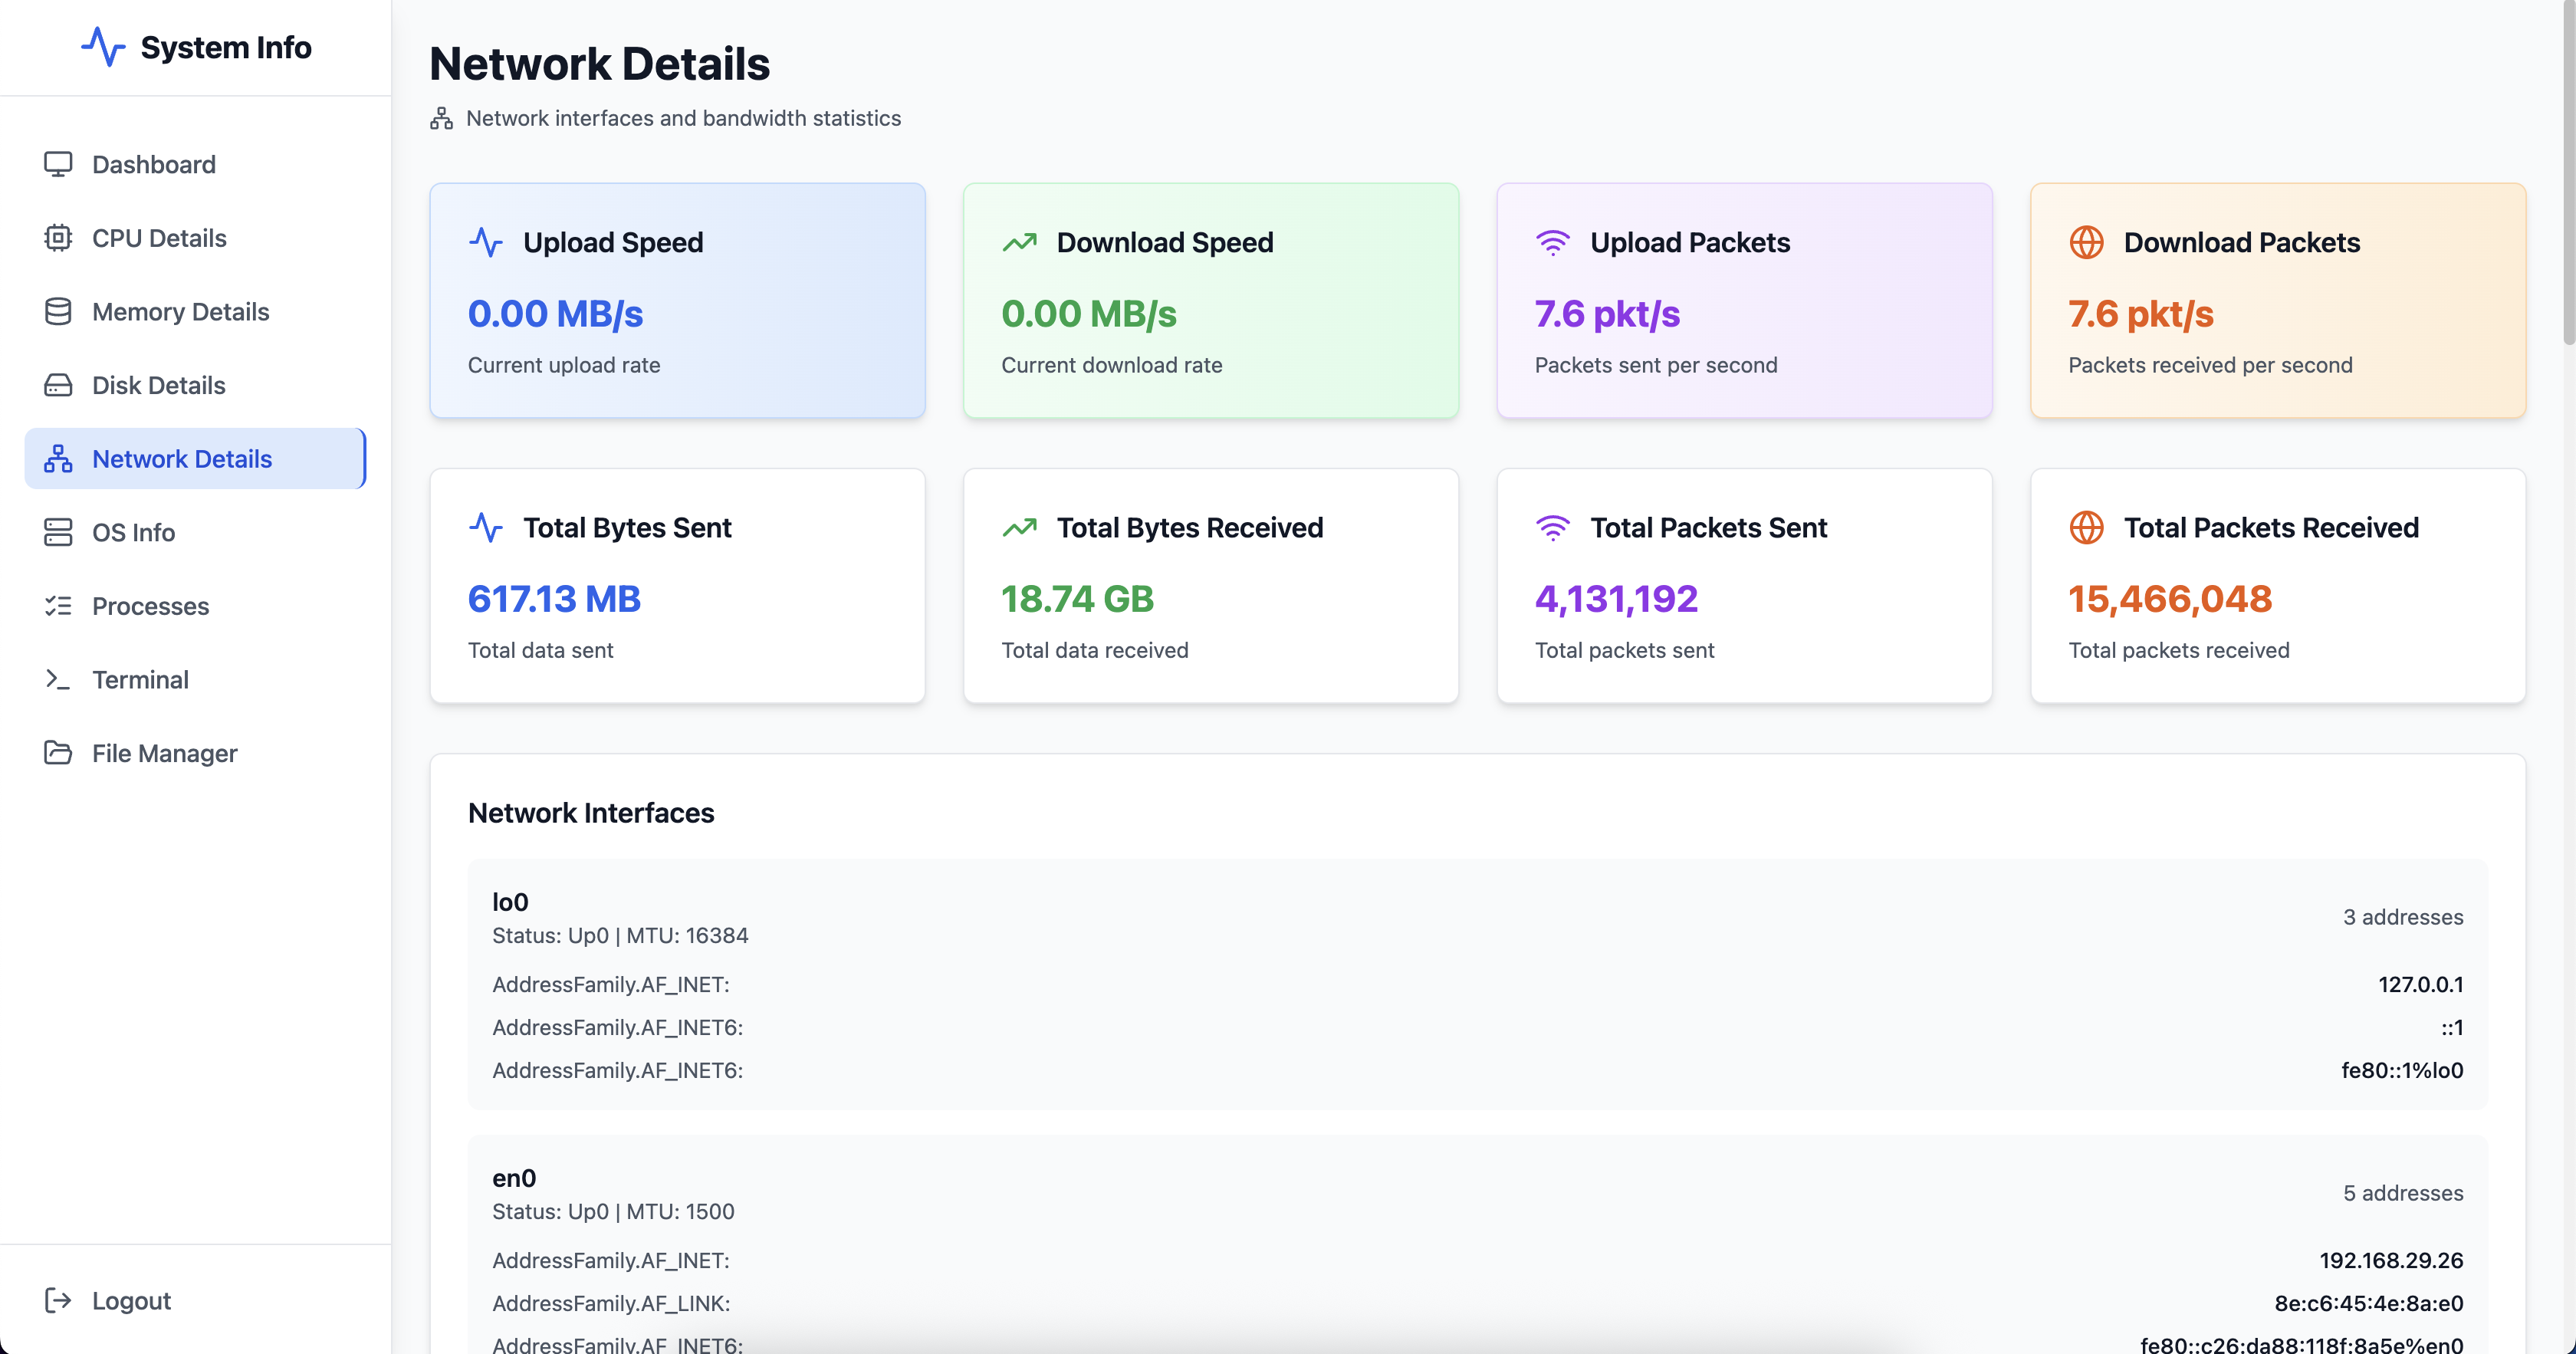 System Info
Dashboard
CPU Details
Memory Details
Disk Details
Network Details
OS Info
Processes
Terminal
File Manager
Logout
Network Details
Network interfaces and bandwidth statistics
Upload Speed
0.00 MB/s
Current upload rate
Download Speed
0.00 MB/s
Current download rate
Upload Packets
7.6 pkt/s
Packets sent per second
Download Packets
7.6 pkt/s
Packets received per second
Total Bytes Sent
617.13 MB
Total data sent
Total Bytes Received
18.74 GB
Total data received
Total Packets Sent
4,131,192
Total packets sent
Total Packets Received
15,466,048
Total packets received
Network Interfaces
lo0
Status: Up0 | MTU: 16384
3 addresses
AddressFamily.AF_INET: 127.0.0.1
AddressFamily.AF_INET6: ::1
AddressFamily.AF_INET6: fe80::1%lo0
en0
Status: Up0 | MTU: 1500
5 addresses
AddressFamily.AF_INET: 192.168.29.26
AddressFamily.AF_LINK: 8e:c6:45:4e:8a:e0
AddressFamily.AF_INET6: fe80::c26:da88:118f:8a5e%en0